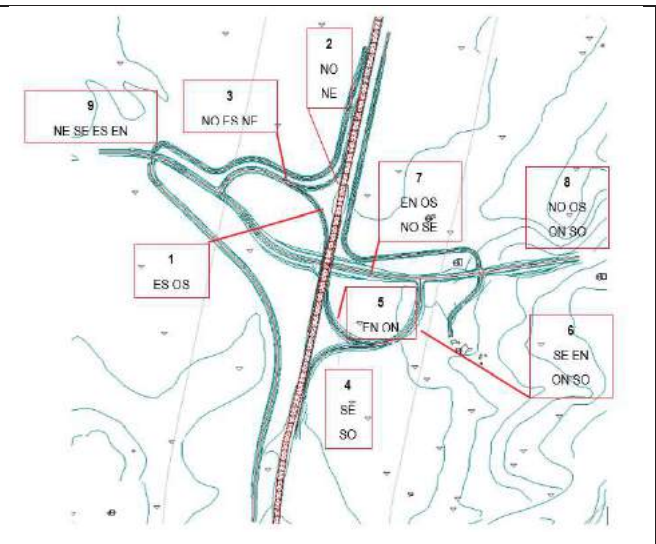 2
NO
NE
3
NO ES NE
9
NE SE ES EN
7
EN OS
NO SE
8
NO OS
ON SO
1
ES OS
5
EN ON
6
SE EN
ON SO
4
SE
SO